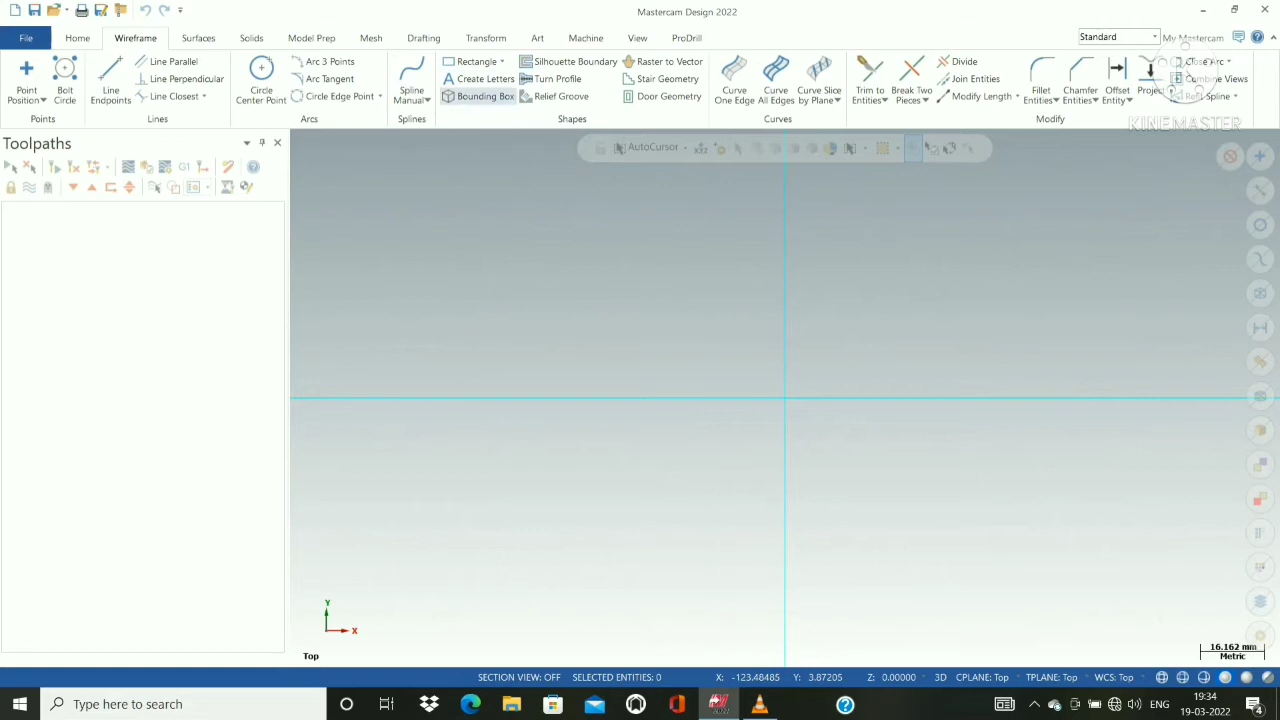 Mastercam Design 2022
File Home Wireframe Surfaces Solids Model Prep Mesh Drafting Transform Art Machine View ProDrill Standard My Mastercam
Point Position
Bolt Circle
Points
Line Endpoints
Line Parallel
Line Perpendicular
Line Closest
Lines
Circle Center Point
Arc 3 Points
Arc Tangent
Circle Edge Point
Arcs
Spline Manual
Splines
Rectangle
Create Letters
Bounding Box
Silhouette Boundary
Turn Profile
Relief Groove
Raster to Vector
Stair Geometry
Door Geometry
Shapes
Curve One Edge
Curve All Edges
Curve Slice by Plane
Curves
Trim to Entities
Break Two Pieces
Divide
Join Entities
Modify Length
Fillet Entities
Chamfer Entities
Offset Entity
Project
Close Arc
Combine Views
Refit Spline
Modify
KINEMASTER
Toolpaths
G1
AutoCursor
Y
X
Top
16.162 mm
Metric
SECTION VIEW: OFF SELECTED ENTITIES: 0 X: -123.48485 Y: 3.87205 Z: 0.00000 3D CPLANE: Top TPLANE: Top WCS: Top
Type here to search
ENG
19:34
19-03-2022
4